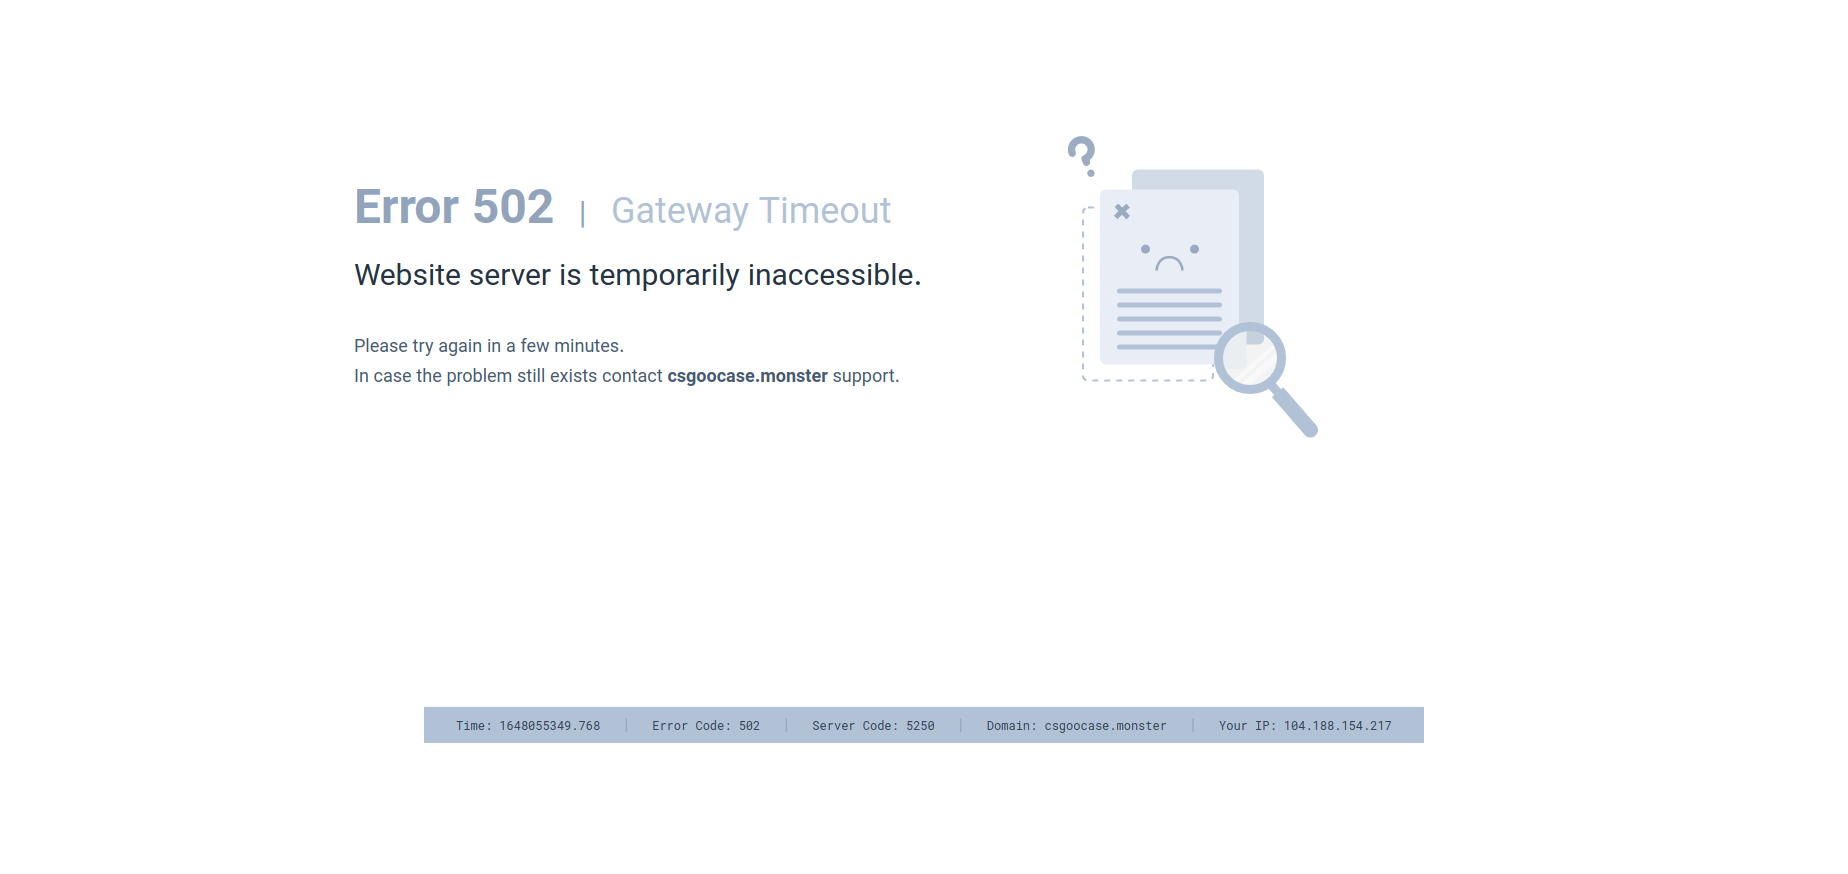 Error 502 | Gateway Timeout
Website server is temporarily inaccessible.
Please try again in a few minutes.
In case the problem still exists contact csgoocase.monster support.
Time: 1648055349.768 | Error Code: 502 | Server Code: 5250 | Domain: csgoocase.monster | Your IP: 104.188.154.217